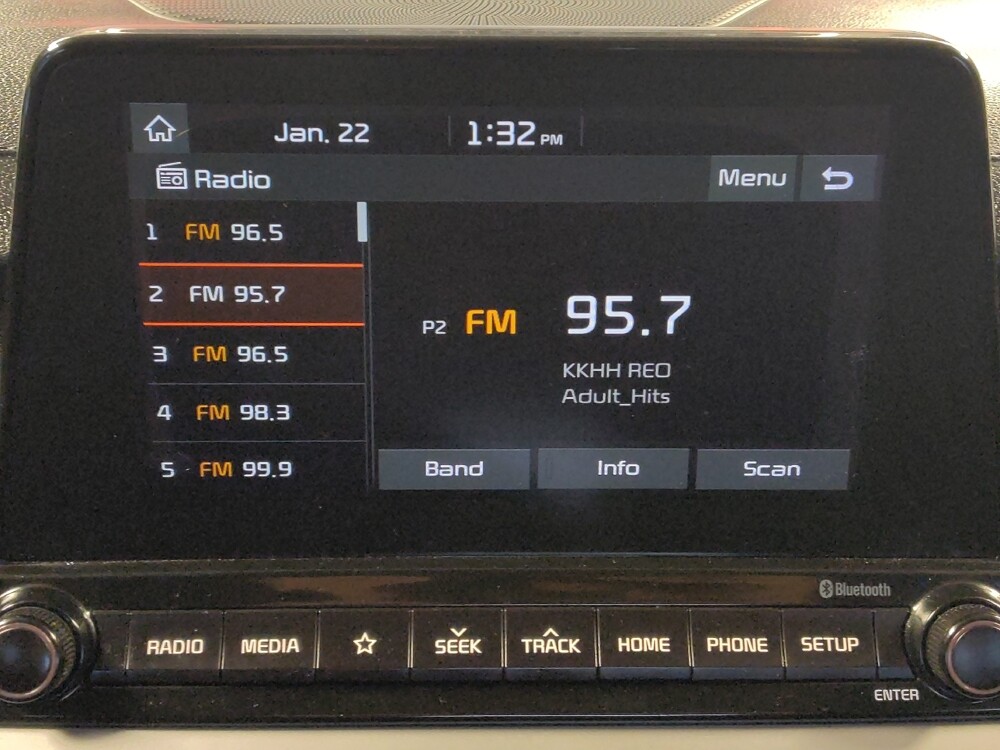 Jan. 22 1:32 PM
Radio Menu
1 FM 96.5
2 FM 95.7
3 FM 96.5
4 FM 98.3
5 FM 99.9
P2 FM 95.7
KKHH REO
Adult_Hits
Band Info Scan
Bluetooth
RADIO MEDIA SEEK TRACK HOME PHONE SETUP
ENTER